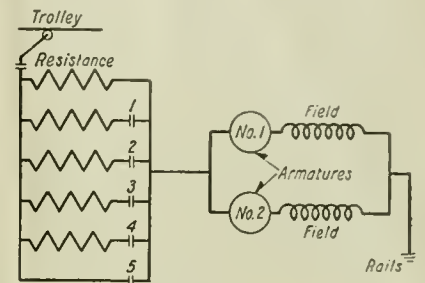 Trolley
Resistance
1
2
3
4
5
No. 1
Field
Armatures
No. 2
Field
Rails